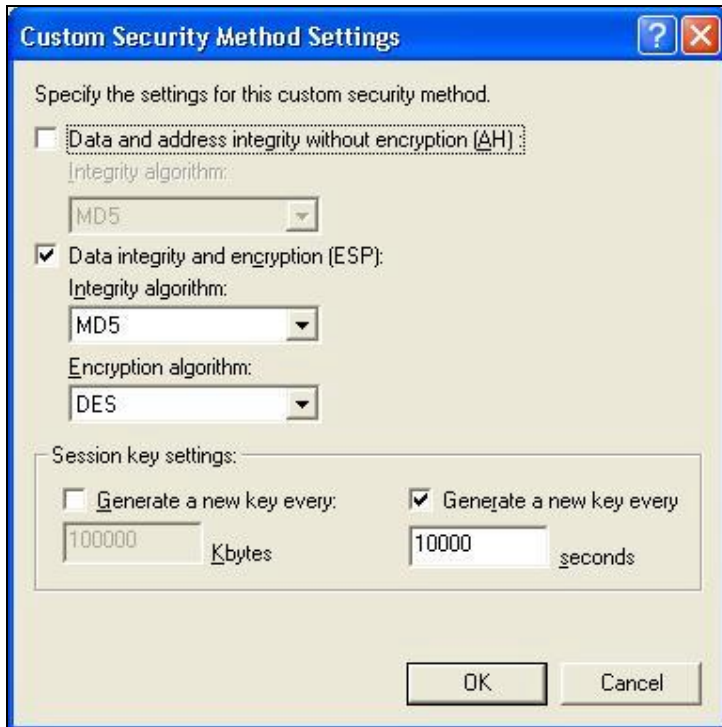 Custom Security Method Settings
Specify the settings for this custom security method.
Data and address integrity without encryption (AH) :
Integrity algorithm:
MD5
Data integrity and encryption (ESP):
Integrity algorithm:
MD5
Encryption algorithm:
DES
Session key settings:
Generate a new key every: Generate a new key every
100000 Kbytes 10000 seconds
OK Cancel